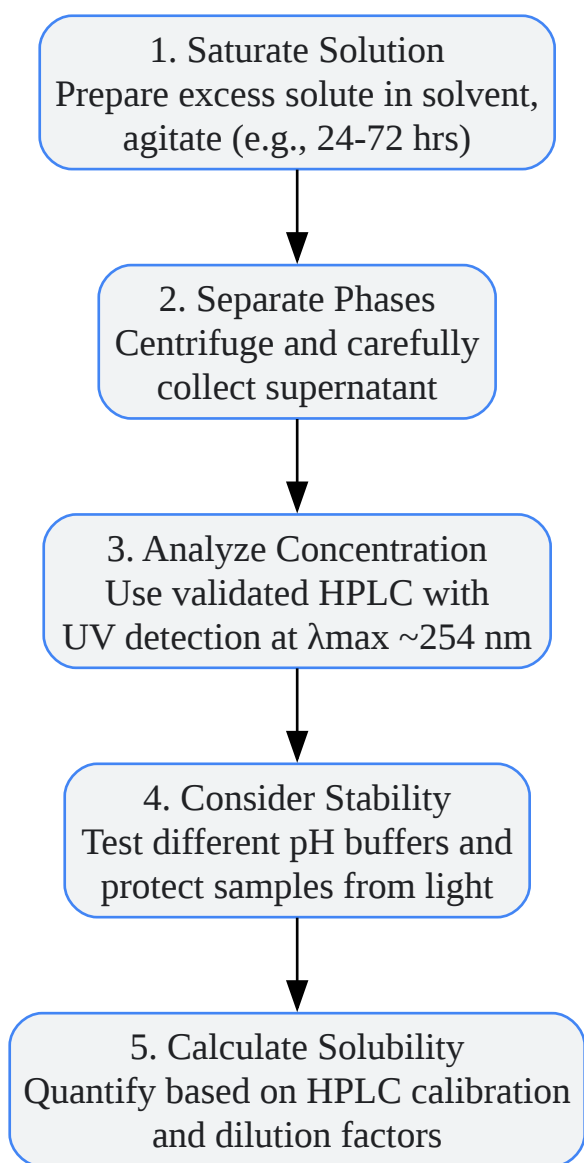 1. Saturate Solution
Prepare excess solute in solvent,
agitate (e.g., 24-72 hrs)
2. Separate Phases
Centrifuge and carefully
collect supernatant
3. Analyze Concentration
Use validated HPLC with
UV detection at λmax ~254 nm
4. Consider Stability
Test different pH buffers and
protect samples from light
5. Calculate Solubility
Quantify based on HPLC calibration
and dilution factors